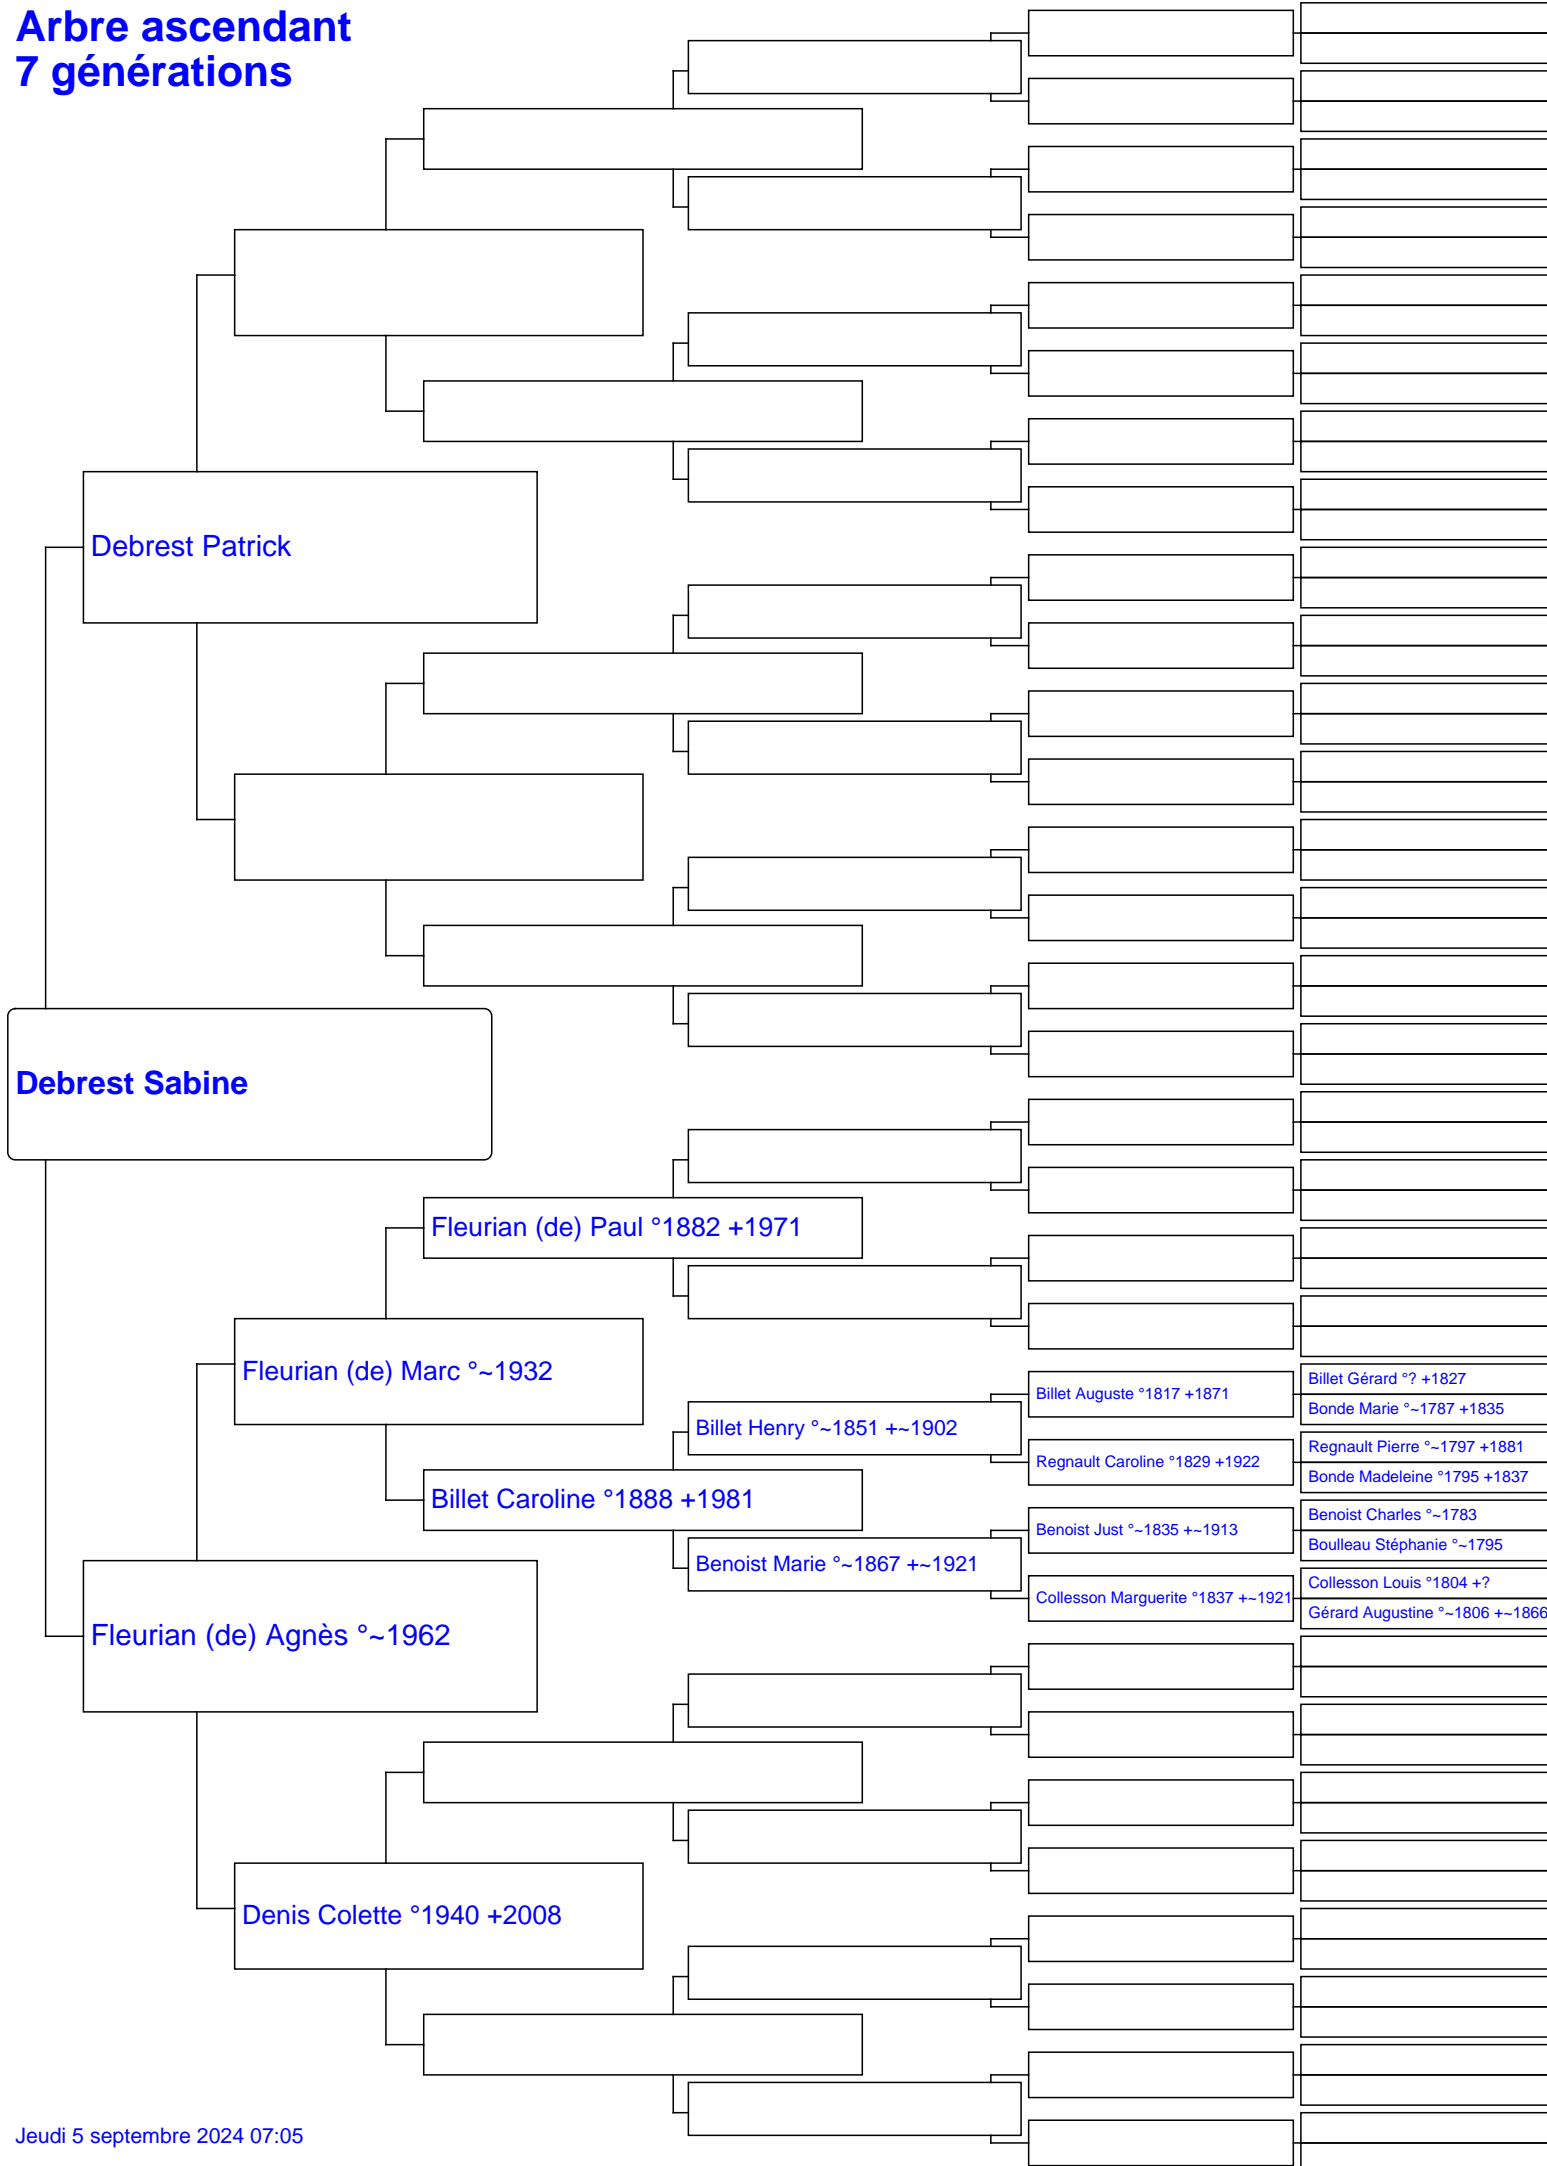 Arbre ascendant
7 générations
Debrest Patrick
Debrest Sabine
Fleurian (de) Paul °1882 +1971
Fleurian (de) Marc °~1932
Billet Auguste °1817 +1871
Billet Gérard °? +1827
Bonde Marie °~1787 +1835
Billet Henry °~1851 +~1902
Regnault Caroline °1829 +1922
Regnault Pierre °~1797 +1881
Bonde Madeleine °1795 +1837
Billet Caroline °1888 +1981
Benoist Just °~1835 +~1913
Benoist Charles °~1783
Boulleau Stéphanie °~1795
Benoist Marie °~1867 +~1921
Collesson Marguerite °1837 +~1921
Collesson Louis °1804 +?
Gérard Augustine °~1806 +~1866
Fleurian (de) Agnès °~1962
Denis Colette °1940 +2008
Jeudi 5 septembre 2024 07:05